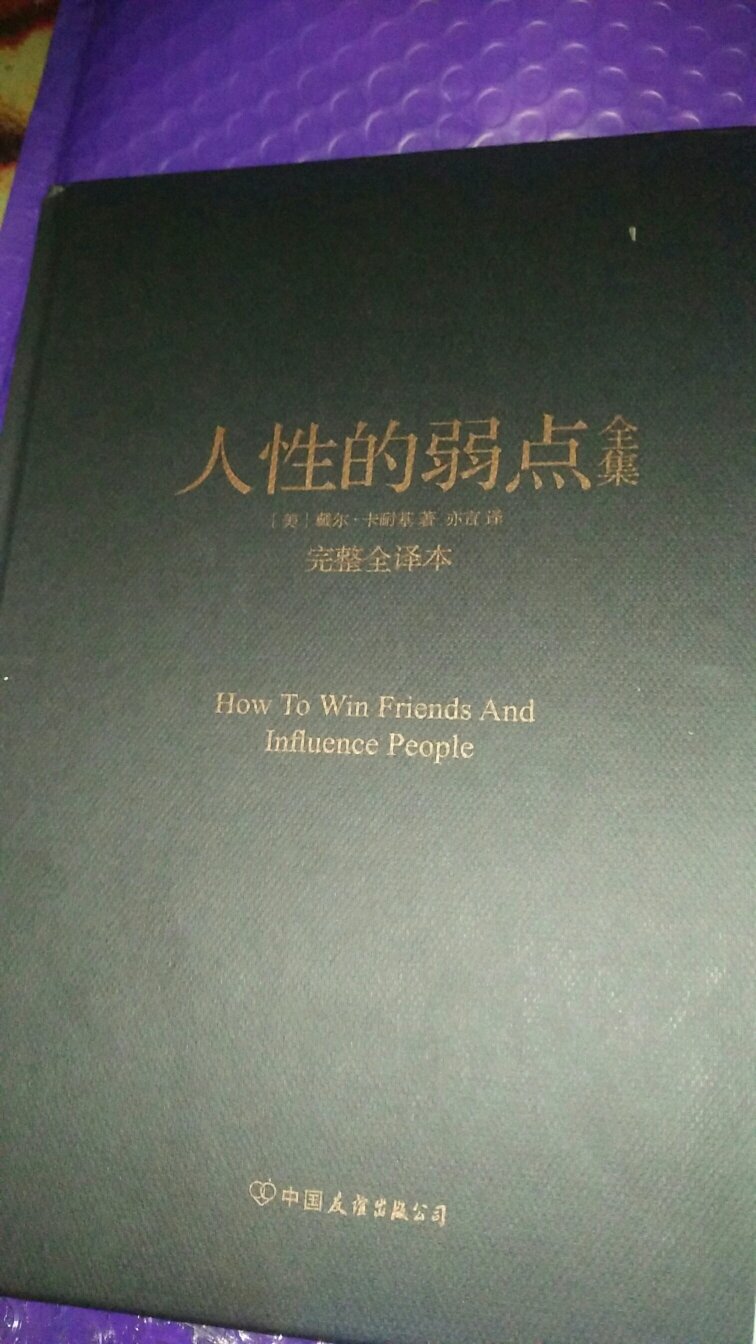 人性的弱点全集
[美]戴尔·卡耐基 著 亦言 译
完整全译本
How To Win Friends And
Influence People
中国友谊出版公司